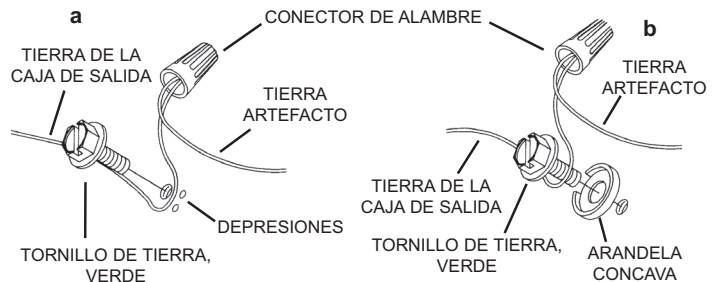 a
CONECTOR DE ALAMBRE
b
TIERRA DE LA
CAJA DE SALIDA
TIERRA
ARTEFACTO
TIERRA
ARTEFACTO
TIERRA DE LA
CAJA DE SALIDA
DEPRESIONES
TORNILLO DE TIERRA,
VERDE
TORNILLO DE TIERRA,
VERDE
ARANDELA
CONCAVA